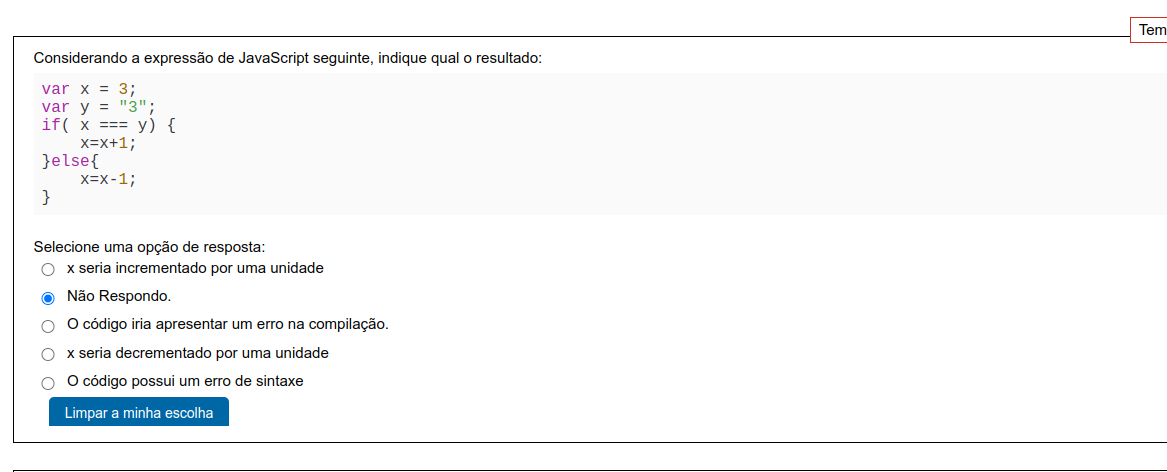 Tem
Considerando a expressão de JavaScript seguinte, indique qual o resultado:
var x = 3;
var y = "3";
if( x === y) {
    x=x+1;
}else{
    x=x-1;
}
Selecione uma opção de resposta:
x seria incrementado por uma unidade
Não Respondo.
O código iria apresentar um erro na compilação.
x seria decrementado por uma unidade
O código possui um erro de sintaxe
Limpar a minha escolha